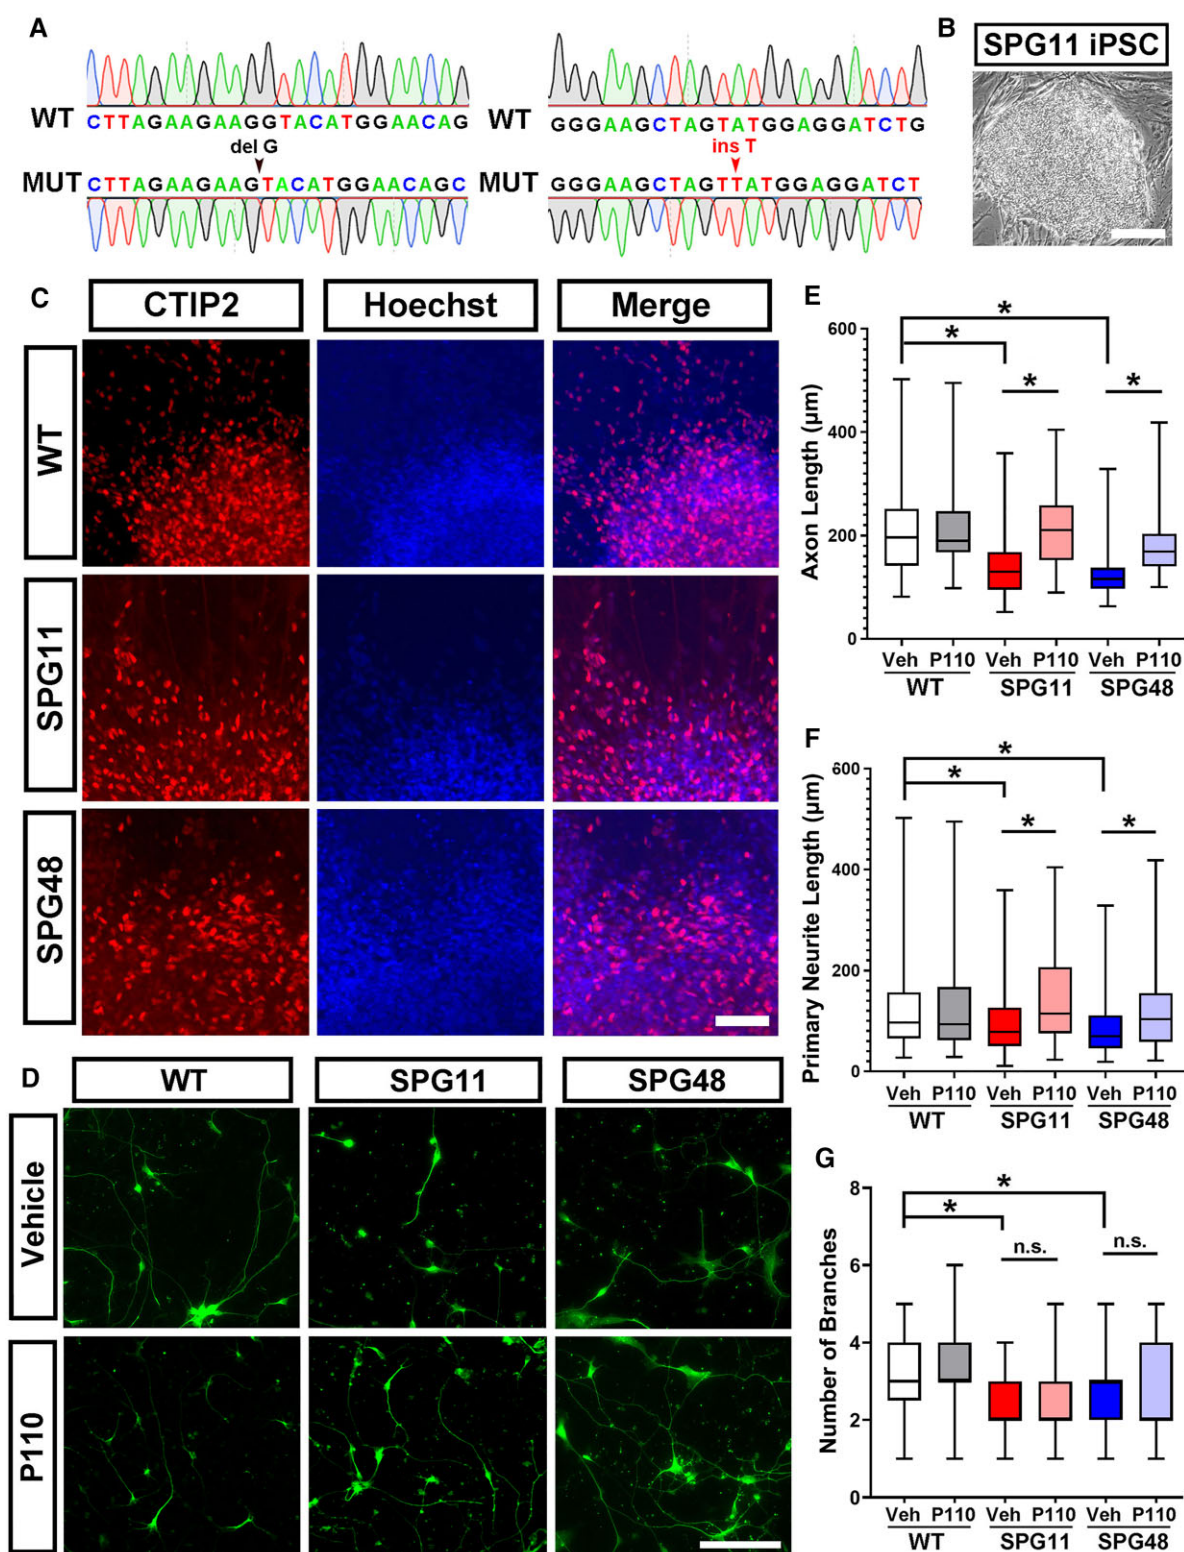 A
WT
CTTAGAAGAAGGTACATGGAACAG
del G
MUT
CTTAGAAGAAGTACATGGAACAGC
WT
GGGAAGCTAGTATGGAGGATCTG
ins T
MUT
GGGAAGCTAGTTATGGAGGATCT
B
SPG11 iPSC
C
CTIP2 Hoechst Merge
WT
SPG11
SPG48
D
WT SPG11 SPG48
Vehicle
P110
E
Axon Length (µm)
600
400
200
0
* * * *
Veh P110 Veh P110 Veh P110
WT SPG11 SPG48
F
Primary Neurite Length (µm)
600
400
200
0
* * * *
Veh P110 Veh P110 Veh P110
WT SPG11 SPG48
G
Number of Branches
8
6
4
2
0
* * n.s. n.s.
Veh P110 Veh P110 Veh P110
WT SPG11 SPG48